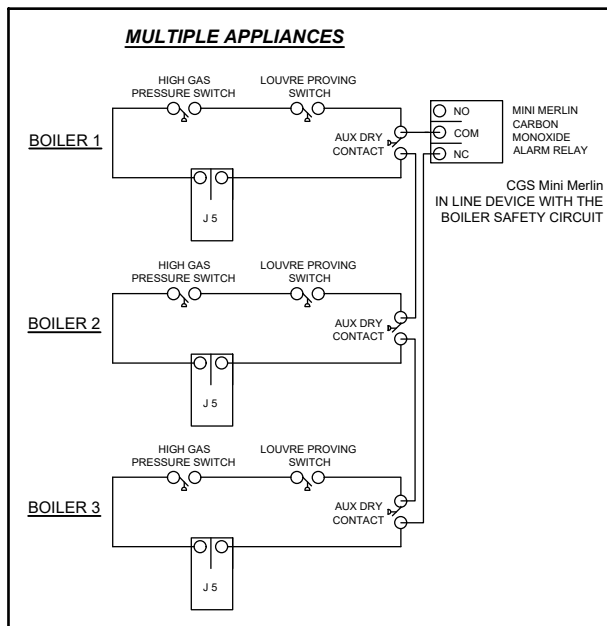 MULTIPLE APPLIANCES
HIGH GAS
PRESSURE SWITCH
LOUVRE PROVING
SWITCH
BOILER 1
AUX DRY
CONTACT
J 5
NO
COM
NC
MINI MERLIN
CARBON
MONOXIDE
ALARM RELAY
CGS Mini Merlin
IN LINE DEVICE WITH THE
BOILER SAFETY CIRCUIT
HIGH GAS
PRESSURE SWITCH
LOUVRE PROVING
SWITCH
BOILER 2
AUX DRY
CONTACT
J 5
HIGH GAS
PRESSURE SWITCH
LOUVRE PROVING
SWITCH
BOILER 3
AUX DRY
CONTACT
J 5